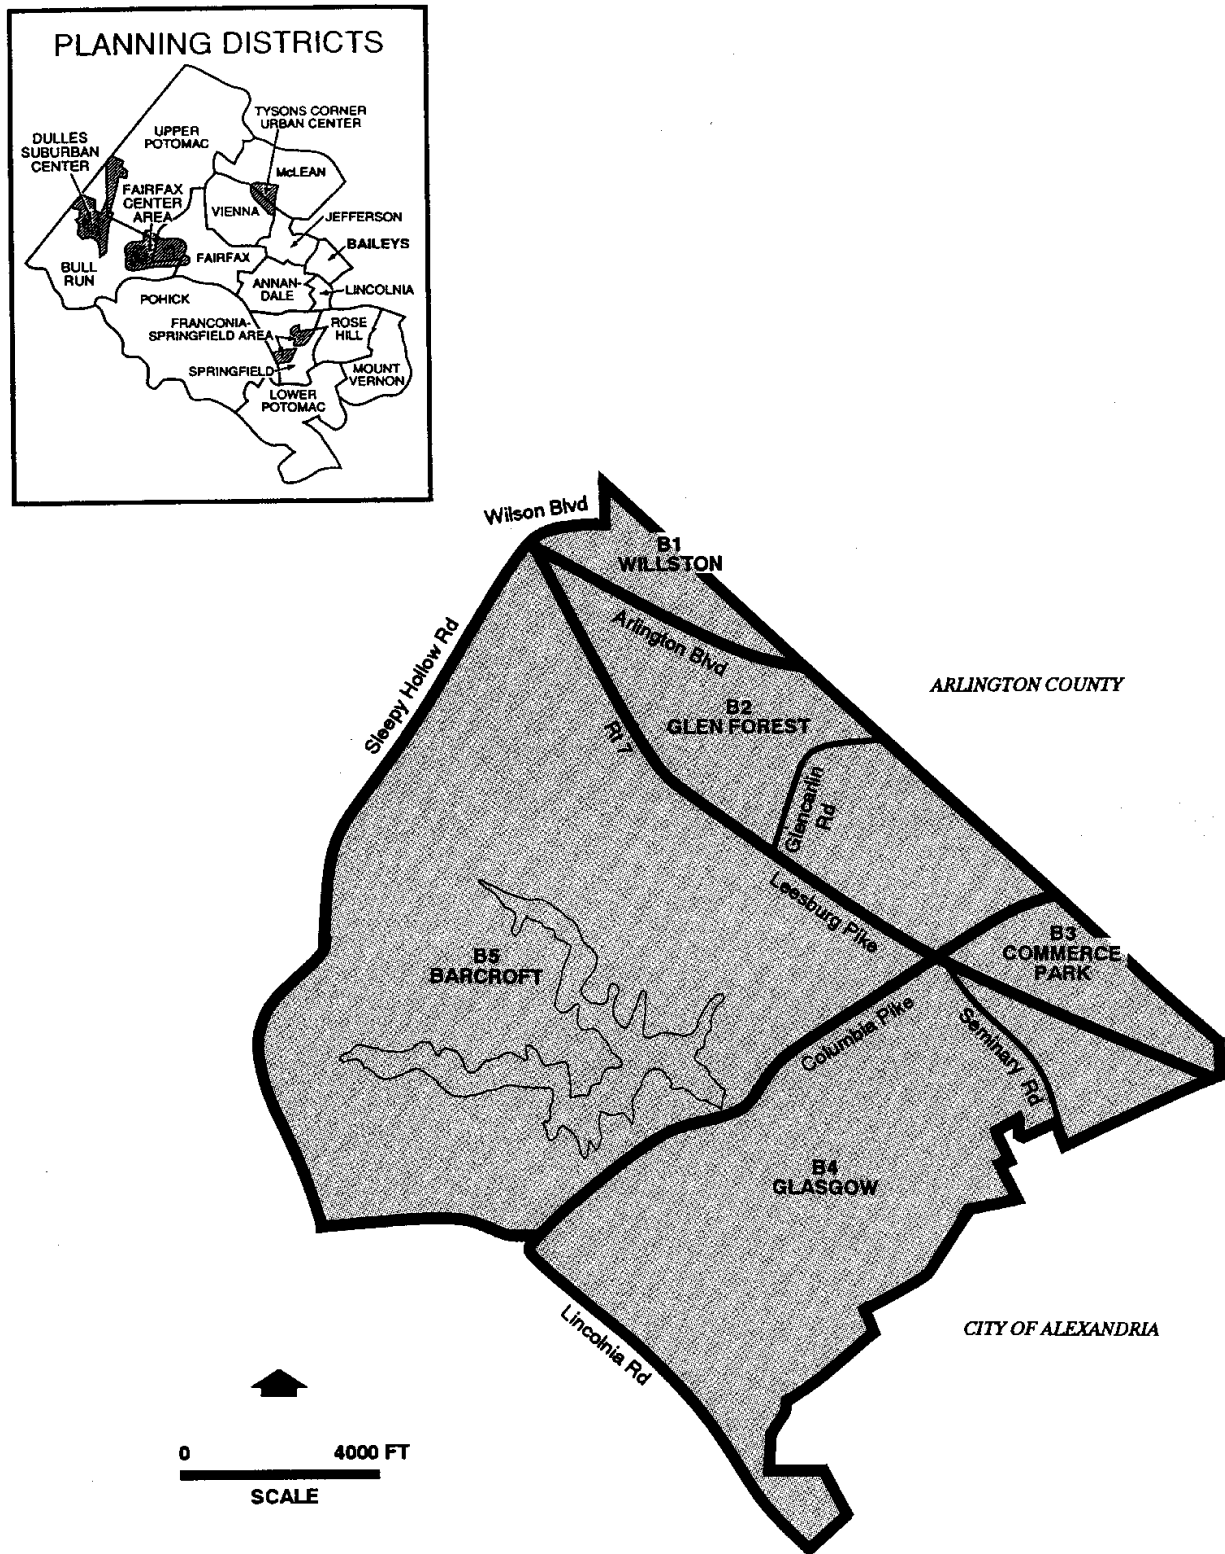 PLANNING DISTRICTS
TYSONS CORNER
URBAN CENTER
UPPER
POTOMAC
DULLES
SUBURBAN
CENTER
McLEAN
FAIRFAX
CENTER
AREA
VIENNA
JEFFERSON
BAILEYS
BULL
RUN
FAIRFAX
ANNAN-
DALE
LINCOLNIA
POHICK
FRANCONIA-
SPRINGFIELD AREA
ROSE
HILL
SPRINGFIELD
MOUNT
VERNON
LOWER
POTOMAC
Wilson Blvd
B1
WILLSTON
Arlington Blvd
Sleepy Hollow Rd
ARLINGTON COUNTY
B2
GLEN FOREST
Rt 7
Glencarlin
Rd
Leesburg Pike
B3
COMMERCE
PARK
B5
BARCROFT
Columbia Pike
Seminary Rd
B4
GLASGOW
Lincolnia Rd
CITY OF ALEXANDRIA
0 4000 FT
SCALE